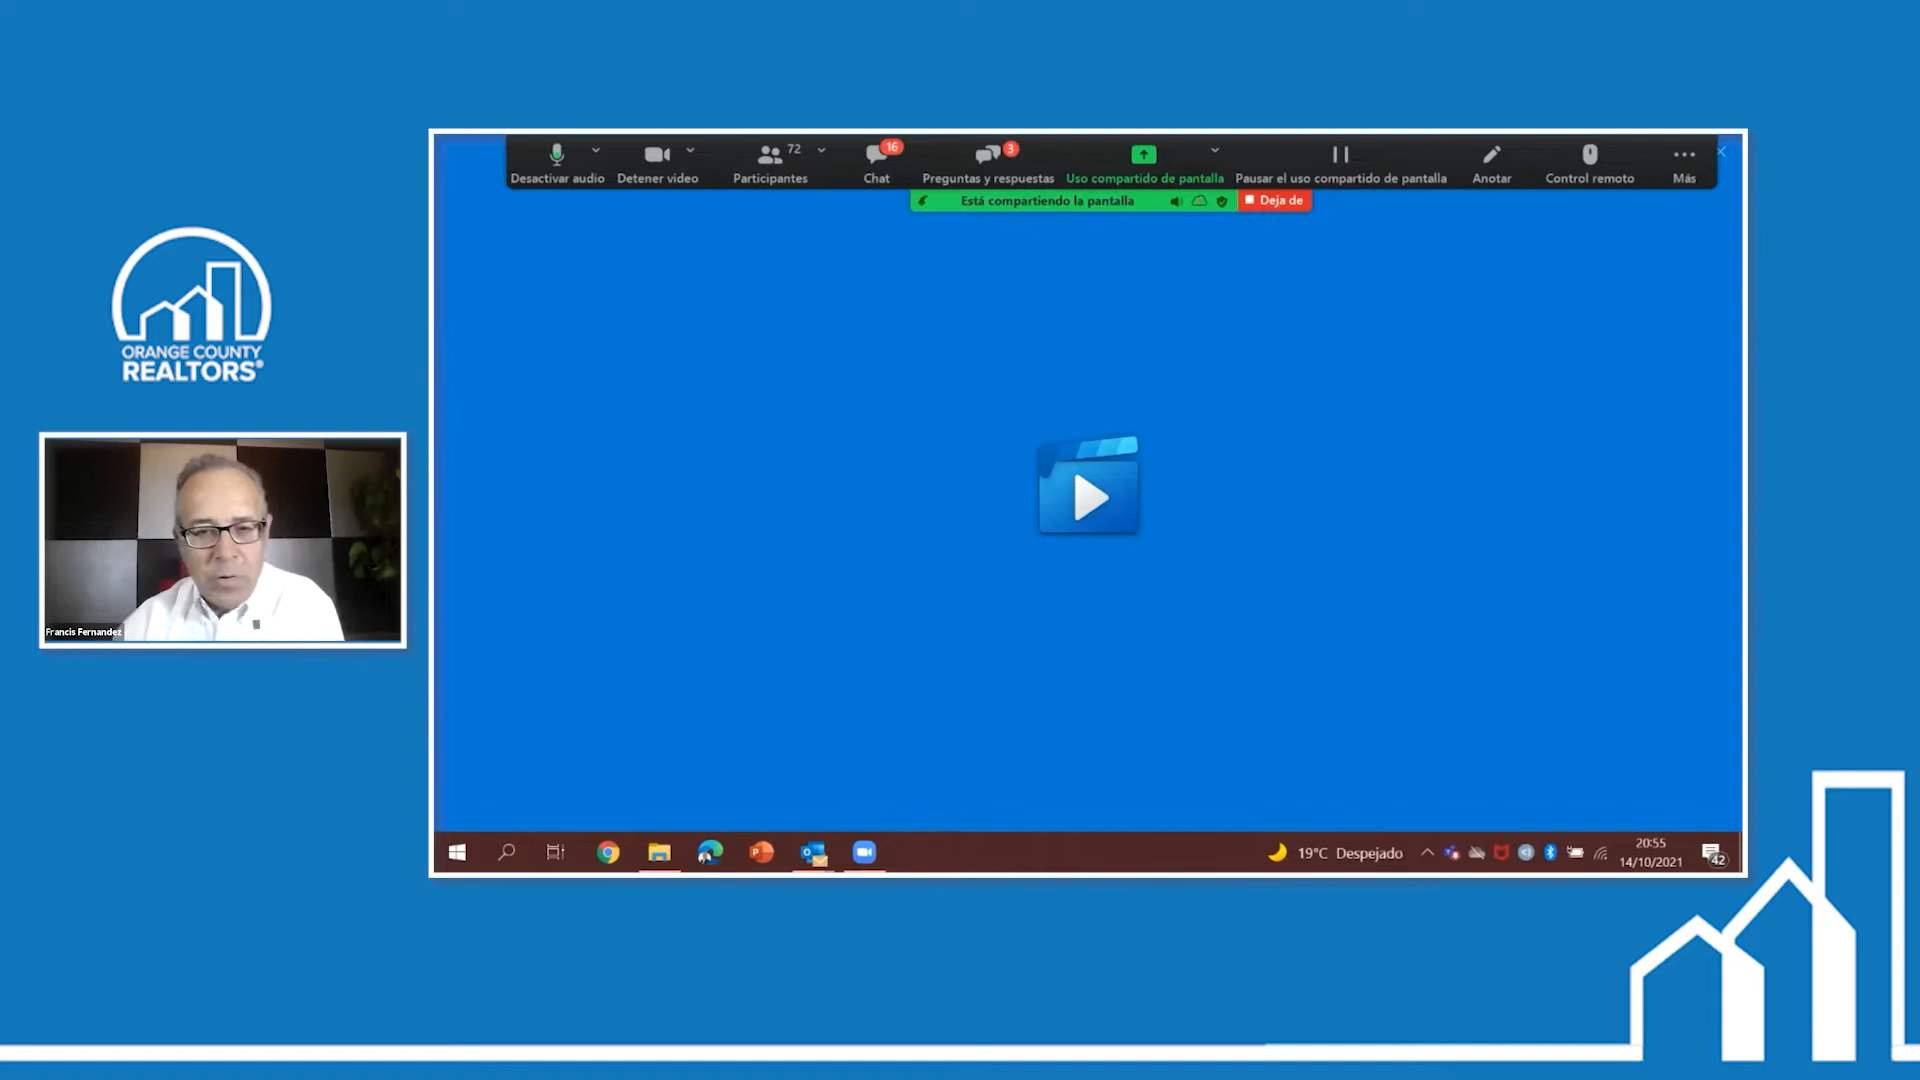 Desactivar audio
Detener video
72
Participantes
16
Chat
3
Preguntas y respuestas
Uso compartido de pantalla
Pausar el uso compartido de pantalla
Anotar
Control remoto
Más
Está compartiendo la pantalla
Deja de
ORANGE COUNTY
REALTORS®
Francis Fernandez
19°C Despejado
20:55
14/10/2021
42